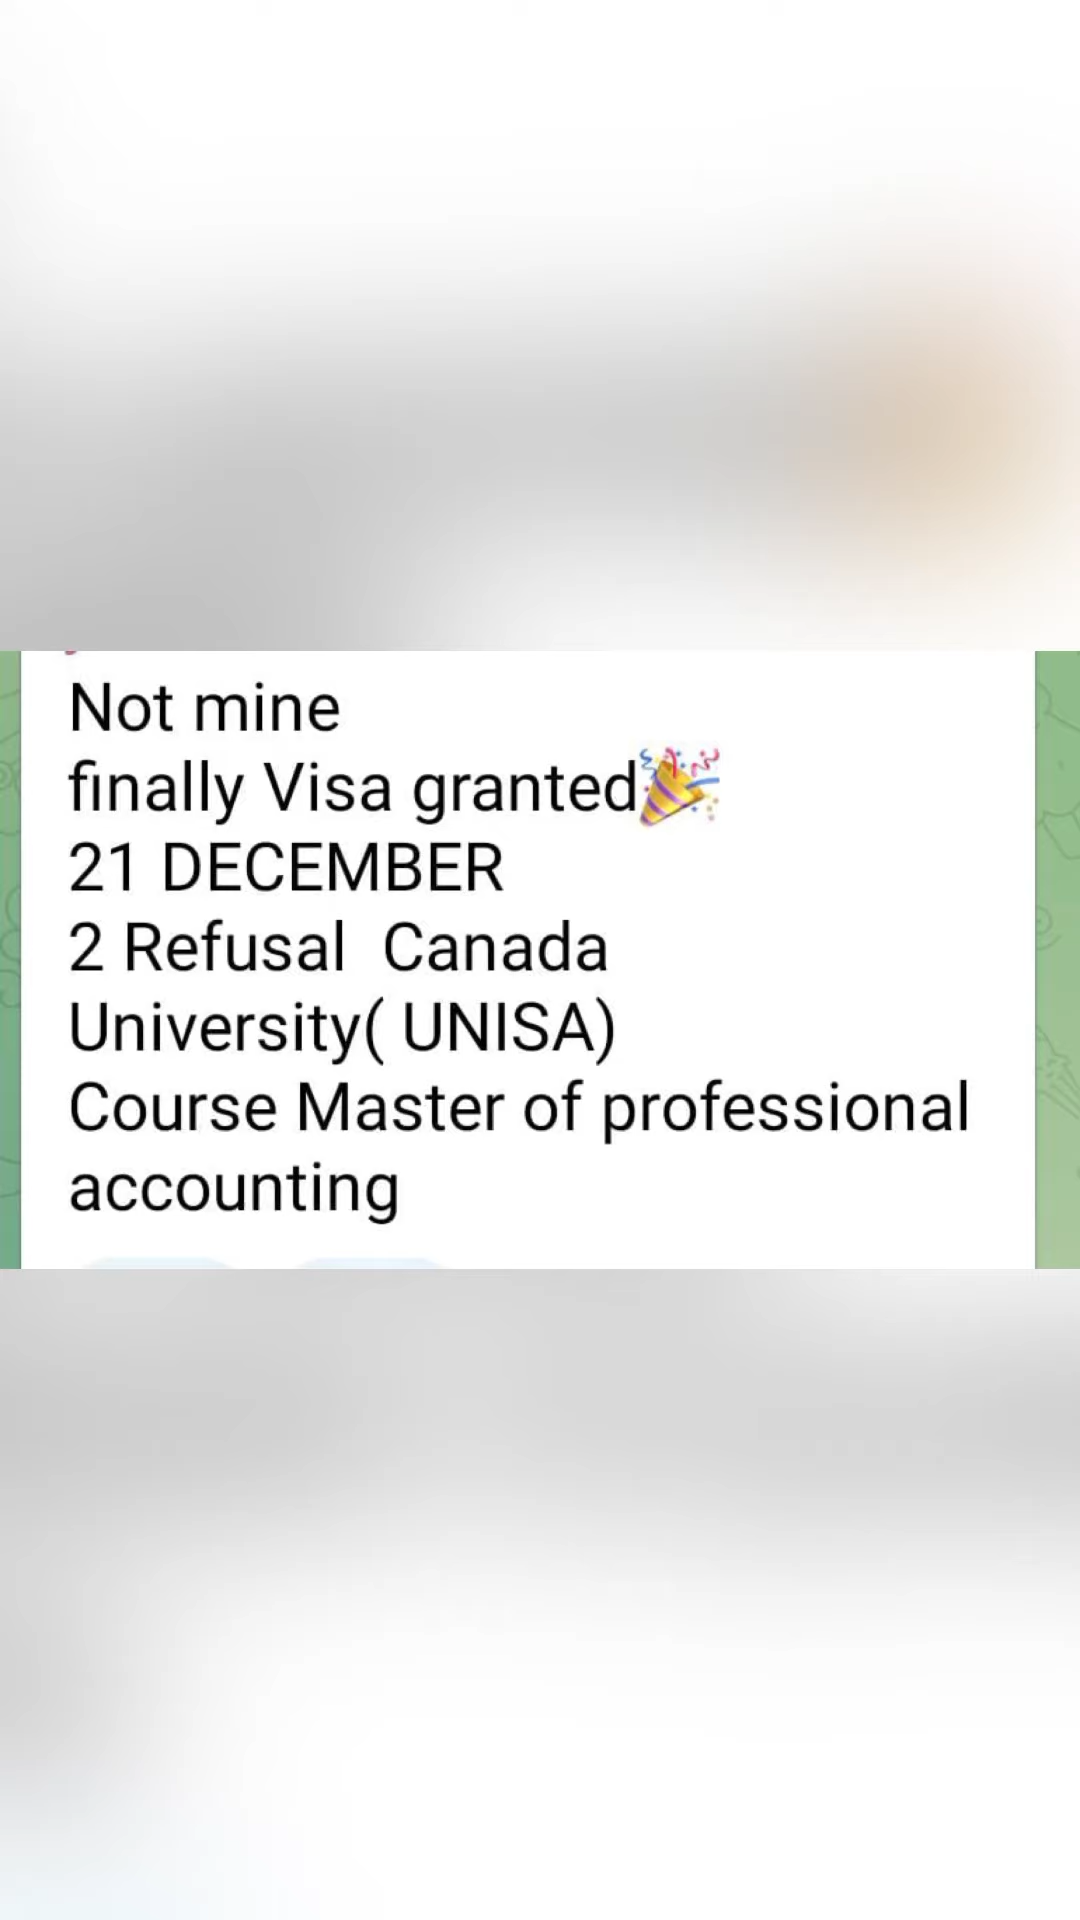 Not mine
finally Visa granted🎉
21 DECEMBER
2 Refusal  Canada
University( UNISA)
Course Master of professional
accounting